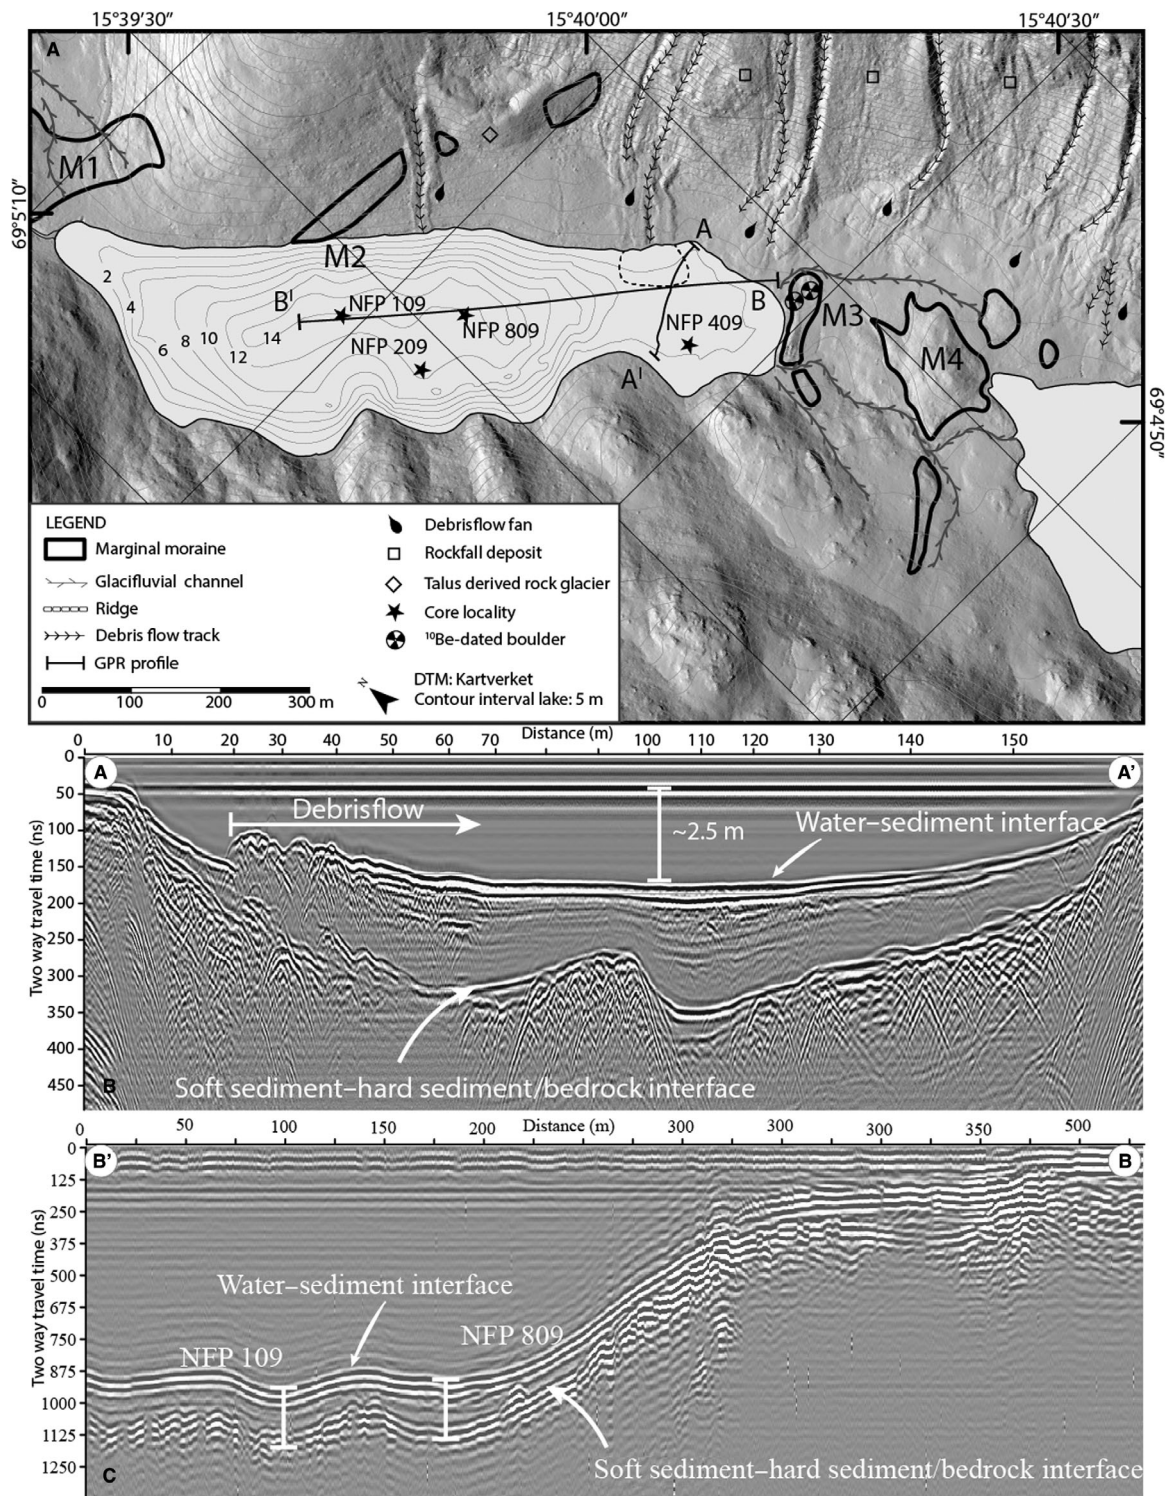 15°39′30″ 15°40′00″ 15°40′30″
A
M1
69°5′10″
M2
A
2
4
6
8
10
12
14
B' NFP 109
NFP 809
NFP 209
NFP 409
A'
B
M3
M4
69°4′50″
LEGEND
Marginal moraine
Glacifluvial channel
Ridge
Debris flow track
GPR profile
0 100 200 300 m
Debrisflow fan
Rockfall deposit
Talus derived rock glacier
Core locality
¹⁰Be-dated boulder
N
DTM: Kartverket
Contour interval lake: 5 m
0 10 20 30 40 50 60 70 Distance (m) 100 110 120 130 140 150
Two way travel time (ns)
0
50
100
150
200
250
300
350
400
450
A A'
Debrisflow
~2.5 m
Water–sediment interface
Soft sediment–hard sediment/bedrock interface
B
0 50 100 150 200 Distance (m) 300 300 300 350 500
Two way travel time (ns)
0
125
250
375
500
675
750
875
1000
1125
1250
B' B
Water–sediment interface
NFP 109
NFP 809
Soft sediment–hard sediment/bedrock interface
C